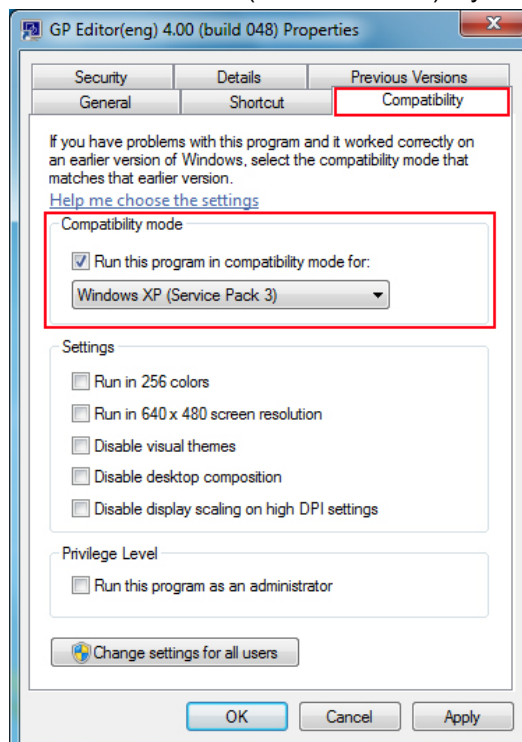 GP Editor(eng) 4.00 (build 048) Properties
Security Details Previous Versions
General Shortcut Compatibility
If you have problems with this program and it worked correctly on
an earlier version of Windows, select the compatibility mode that
matches that earlier version.
Help me choose the settings
Compatibility mode
Run this program in compatibility mode for:
Windows XP (Service Pack 3)
Settings
Run in 256 colors
Run in 640 x 480 screen resolution
Disable visual themes
Disable desktop composition
Disable display scaling on high DPI settings
Privilege Level
Run this program as an administrator
Change settings for all users
OK Cancel Apply